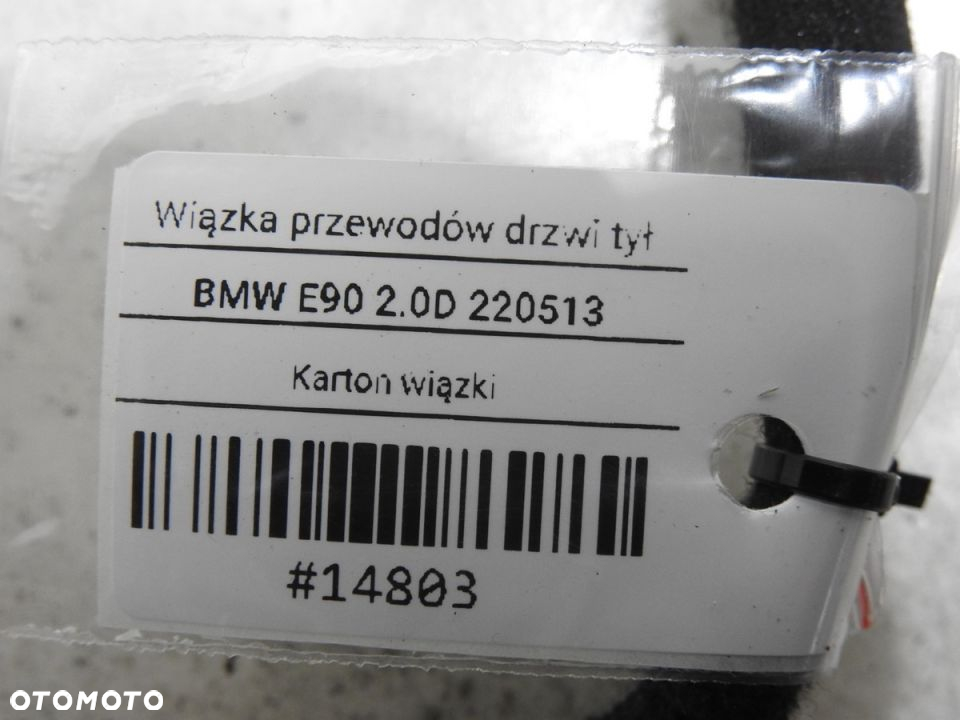 Wiązka przewodów drzwi tył
BMW E90 2.0D 220513
Karton wiązki
#14803
OTOMOTO